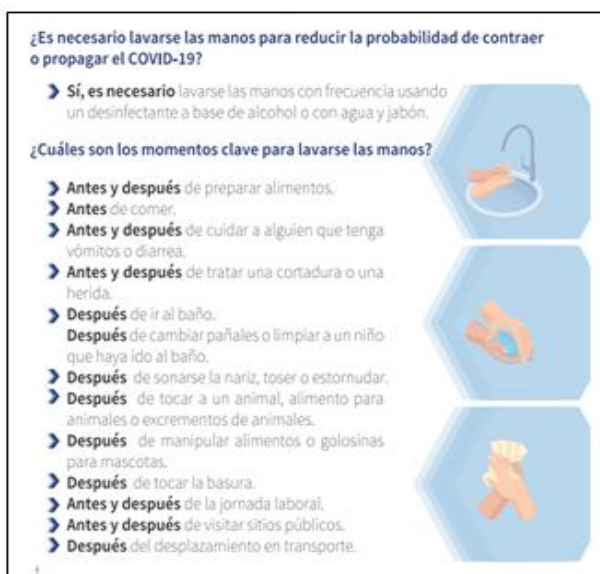 ¿Es necesario lavarse las manos para reducir la probabilidad de contraer
o propagar el COVID-19?
Sí, es necesario lavarse las manos con frecuencia usando
un desinfectante a base de alcohol o con agua y jabón.
¿Cuáles son los momentos clave para lavarse las manos?
Antes y después de preparar alimentos.
Antes de comer.
Antes y después de cuidar a alguien que tenga
vómitos o diarrea.
Antes y después de tratar una cortadura o una
herida.
Después de ir al baño.
Después de cambiar pañales o limpiar a un niño
que haya ido al baño.
Después de sonarse la nariz, toser o estornudar.
Después de tocar a un animal, alimento para
animales o excrementos de animales.
Después de manipular alimentos o golosinas
para mascotas.
Después de tocar la basura.
Antes y después de la jornada laboral.
Antes y después de visitar sitios públicos.
Después del desplazamiento en transporte.